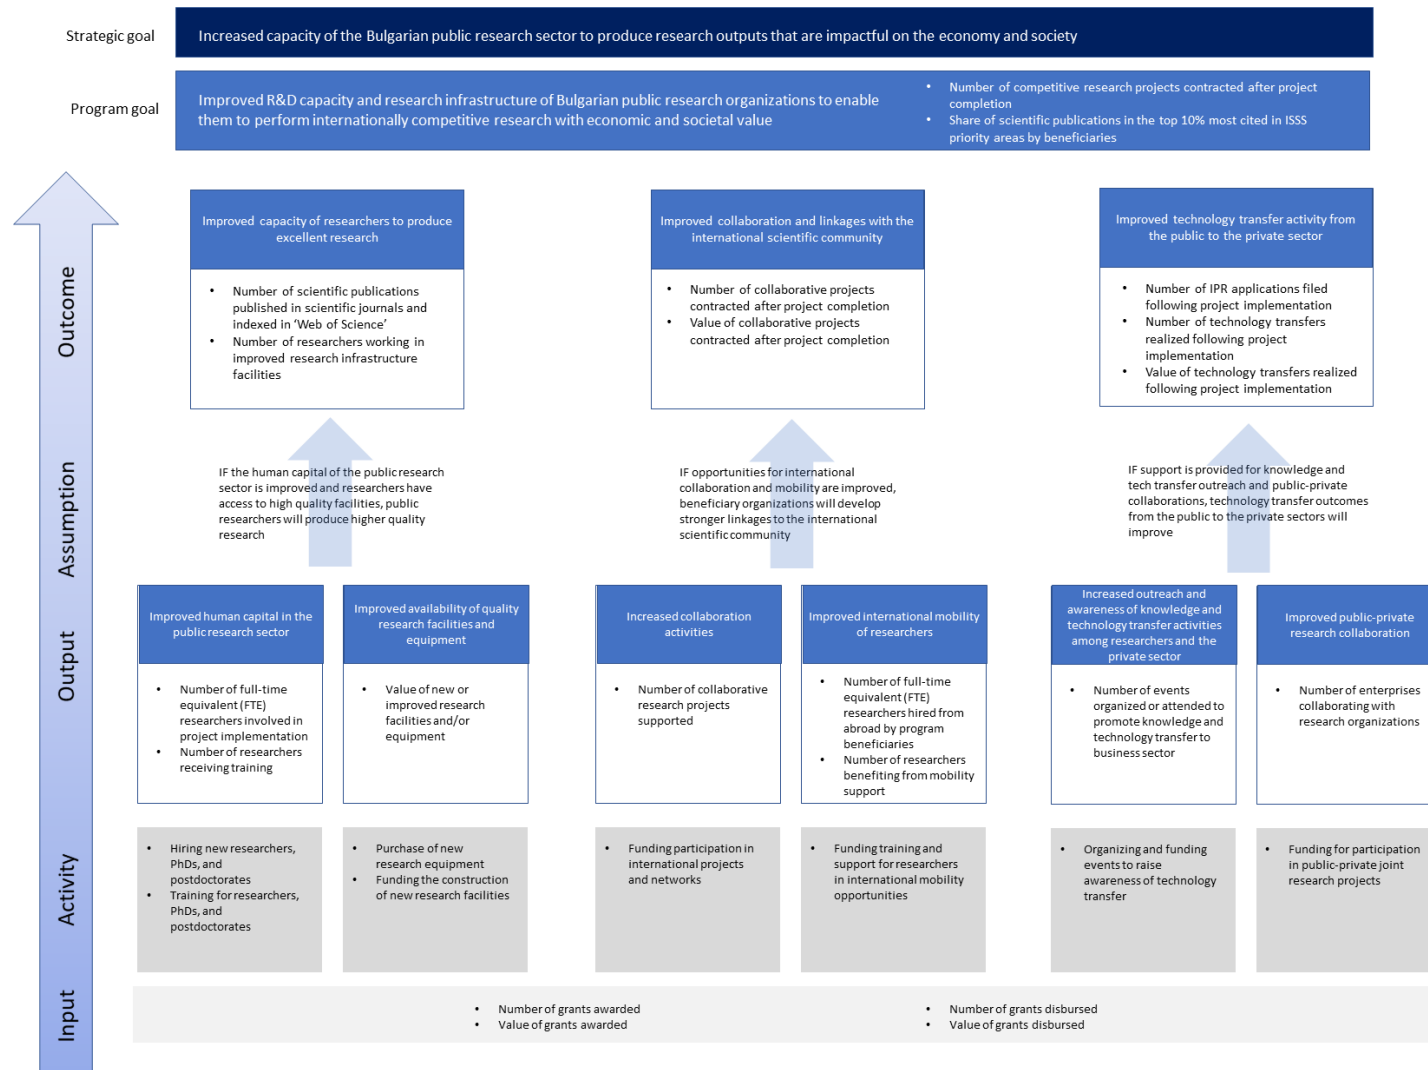 Strategic goal
Increased capacity of the Bulgarian public research sector to produce research outputs that are impactful on the economy and society
Program goal
Improved R&D capacity and research infrastructure of Bulgarian public research organizations to enable
them to perform internationally competitive research with economic and societal value
• Number of competitive research projects contracted after project
completion
• Share of scientific publications in the top 10% most cited in ISSS
priority areas by beneficiaries
Outcome
Improved capacity of researchers to produce
excellent research
• Number of scientific publications
published in scientific journals and
indexed in ‘Web of Science’
• Number of researchers working in
improved research infrastructure
facilities
Improved collaboration and linkages with the
international scientific community
• Number of collaborative projects
contracted after project completion
• Value of collaborative projects
contracted after project completion
Improved technology transfer activity from
the public to the private sector
• Number of IPR applications filed
following project implementation
• Number of technology transfers
realized following project
implementation
• Value of technology transfers realized
following project implementation
Assumption
IF the human capital of the public research
sector is improved and researchers have
access to high quality facilities, public
researchers will produce higher quality
research
IF opportunities for international
collaboration and mobility are improved,
beneficiary organizations will develop
stronger linkages to the international
scientific community
IF support is provided for knowledge and
tech transfer outreach and public-private
collaborations, technology transfer outcomes
from the public to the private sectors will
improve
Output
Improved human capital in the
public research sector
• Number of full-time
equivalent (FTE)
researchers involved in
project implementation
• Number of researchers
receiving training
Improved availability of quality
research facilities and
equipment
• Value of new or
improved research
facilities and/or
equipment
Increased collaboration
activities
• Number of collaborative
research projects
supported
Improved international mobility
of researchers
• Number of full-time
equivalent (FTE)
researchers hired from
abroad by program
beneficiaries
• Number of researchers
benefiting from mobility
support
Increased outreach and
awareness of knowledge and
technology transfer activities
among researchers and the
private sector
• Number of events
organized or attended to
promote knowledge and
technology transfer to
business sector
Improved public-private
research collaboration
• Number of enterprises
collaborating with
research organizations
Activity
• Hiring new researchers,
PhDs, and
postdoctorates
• Training for researchers,
PhDs, and
postdoctorates
• Purchase of new
research equipment
• Funding the construction
of new research facilities
• Funding participation in
international projects
and networks
• Funding training and
support for researchers
in international mobility
opportunities
• Organizing and funding
events to raise
awareness of technology
transfer
• Funding for participation
in public-private joint
research projects
Input
• Number of grants awarded
• Value of grants awarded
• Number of grants disbursed
• Value of grants disbursed